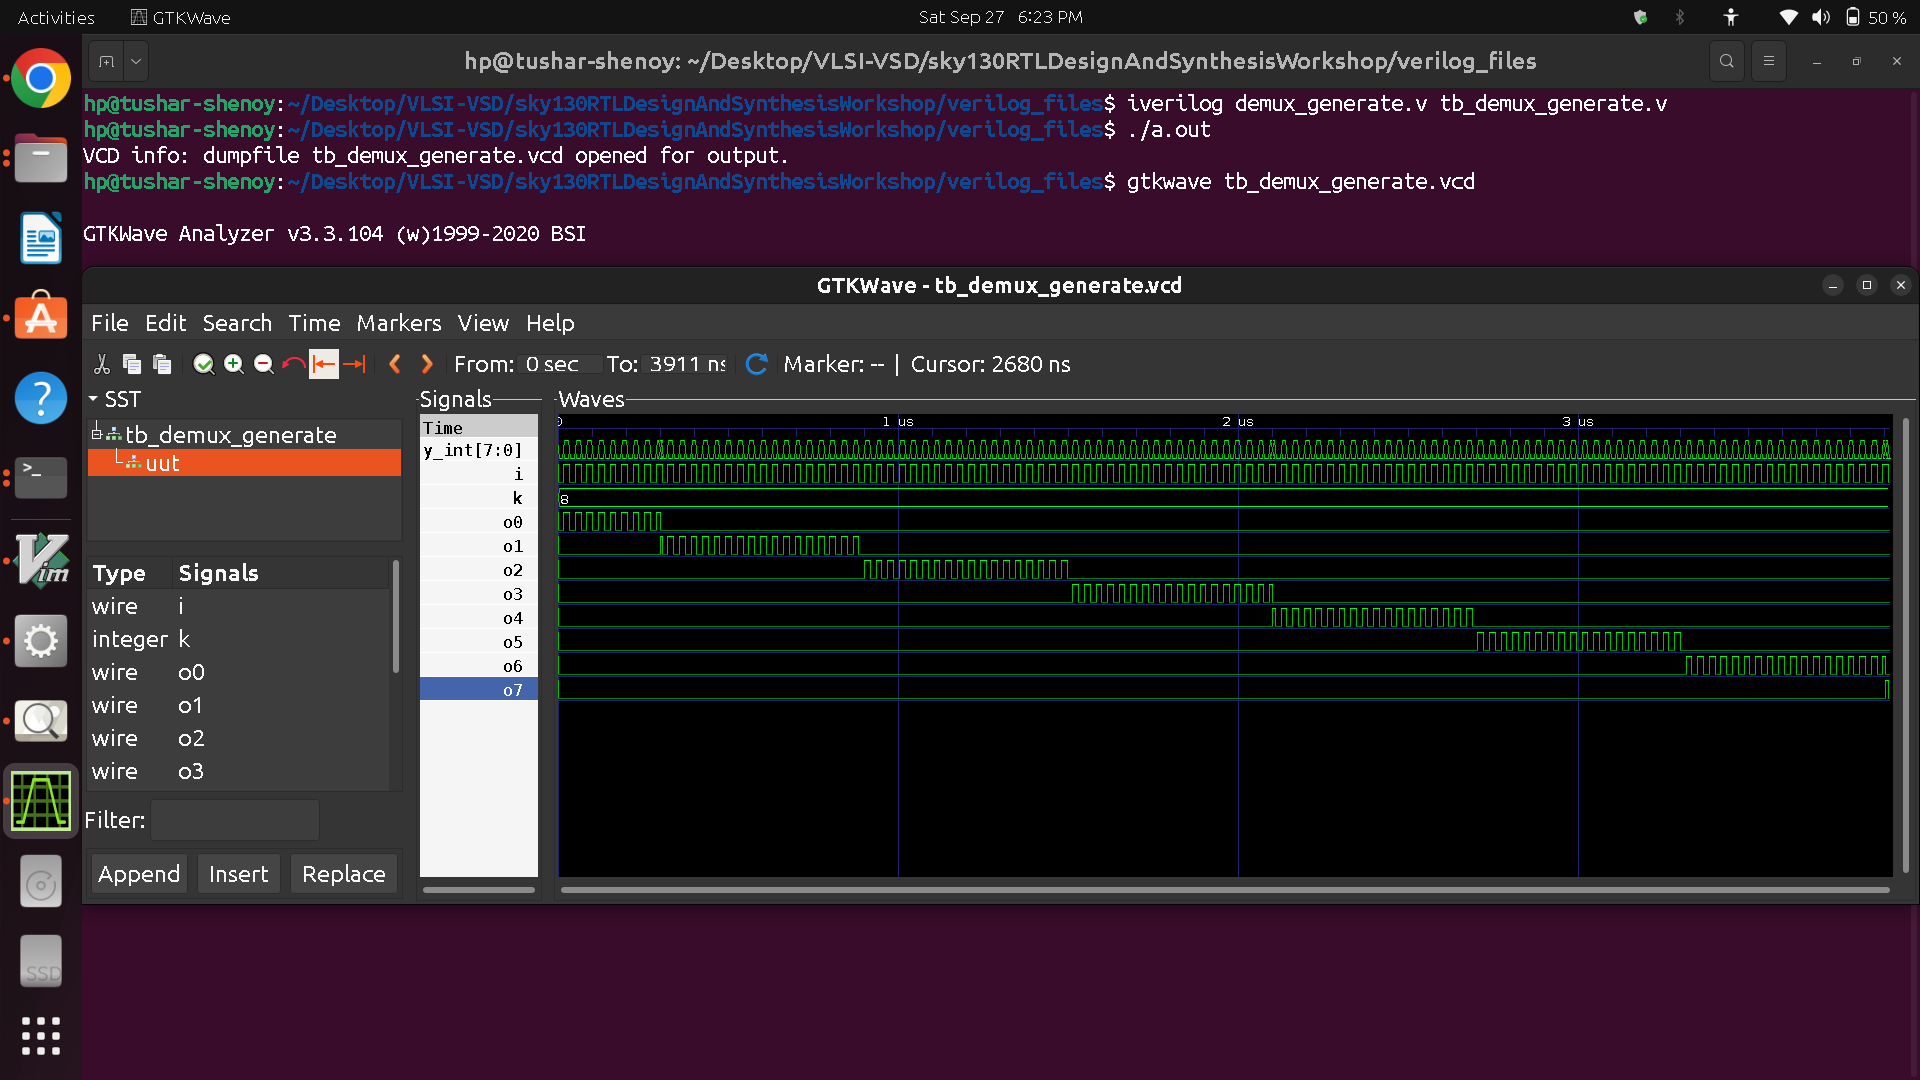 Activities GTKWave Sat Sep 27 6:23 PM 50 %
hp@tushar-shenoy: ~/Desktop/VLSI-VSD/sky130RTLDesignAndSynthesisWorkshop/verilog_files
hp@tushar-shenoy:~/Desktop/VLSI-VSD/sky130RTLDesignAndSynthesisWorkshop/verilog_files$ iverilog demux_generate.v tb_demux_generate.v
hp@tushar-shenoy:~/Desktop/VLSI-VSD/sky130RTLDesignAndSynthesisWorkshop/verilog_files$ ./a.out
VCD info: dumpfile tb_demux_generate.vcd opened for output.
hp@tushar-shenoy:~/Desktop/VLSI-VSD/sky130RTLDesignAndSynthesisWorkshop/verilog_files$ gtkwave tb_demux_generate.vcd
GTKWave Analyzer v3.3.104 (w)1999-2020 BSI
GTKWave - tb_demux_generate.vcd
File Edit Search Time Markers View Help
From: 0 sec To: 3911 ns Marker: -- | Cursor: 2680 ns
SST
tb_demux_generate
uut
Type Signals
wire i
integer k
wire o0
wire o1
wire o2
wire o3
Filter:
Append Insert Replace
Signals
Time
y_int[7:0]
i
k
o0
o1
o2
o3
o4
o5
o6
o7
Waves
0 1 us 2 us 3 us
8
Vim
SSD